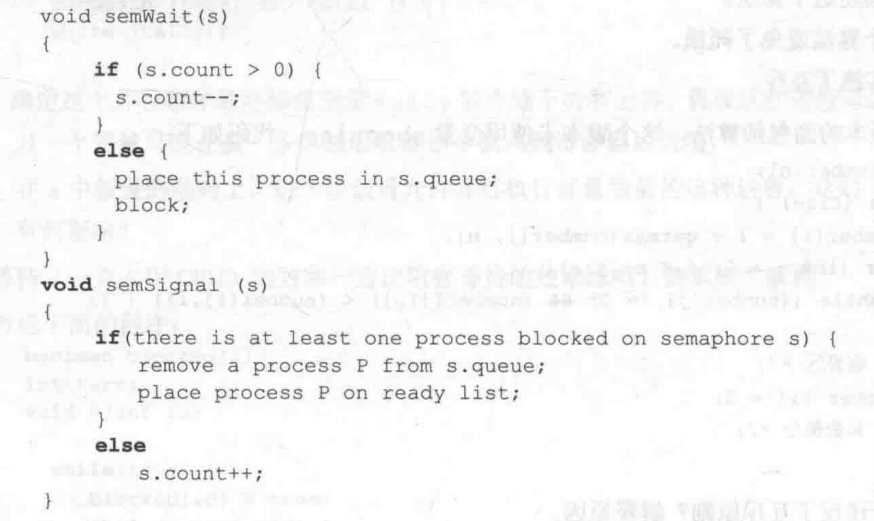 void semWait(s)
{
if (s.count > 0) {
s.count--;
}
else {
place this process in s.queue;
block;
}
}
void semSignal (s)
{
if(there is at least one process blocked on semaphore s) {
remove a process P from s.queue;
place process P on ready list;
}
else
s.count++;
}